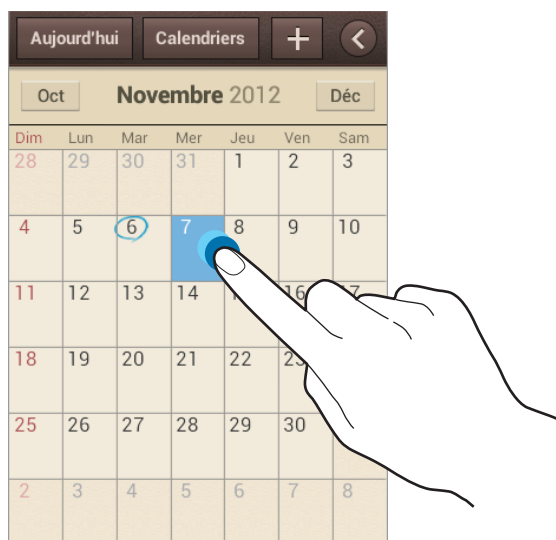 Aujourd'hui Calendriers +
Oct Novembre 2012 Déc
Dim Lun Mar Mer Jeu Ven Sam
28 29 30 31 1 2 3
4 5 6 7 8 9 10
11 12 13 14 16 17
18 19 20 21 22
25 26 27 28 29 30
2 3 4 5 6 7 8